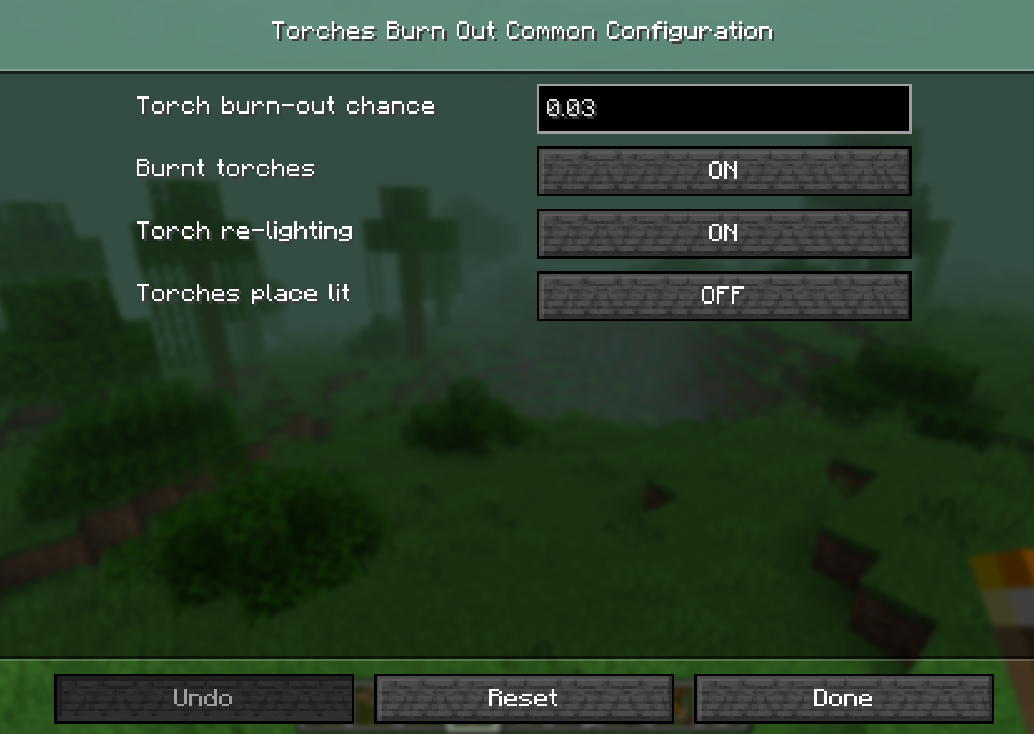 Torches Burn Out Common Configuration
Torch burn-out chance
0.03
Burnt torches
ON
Torch re-lighting
ON
Torches place lit
OFF
Undo
Reset
Done